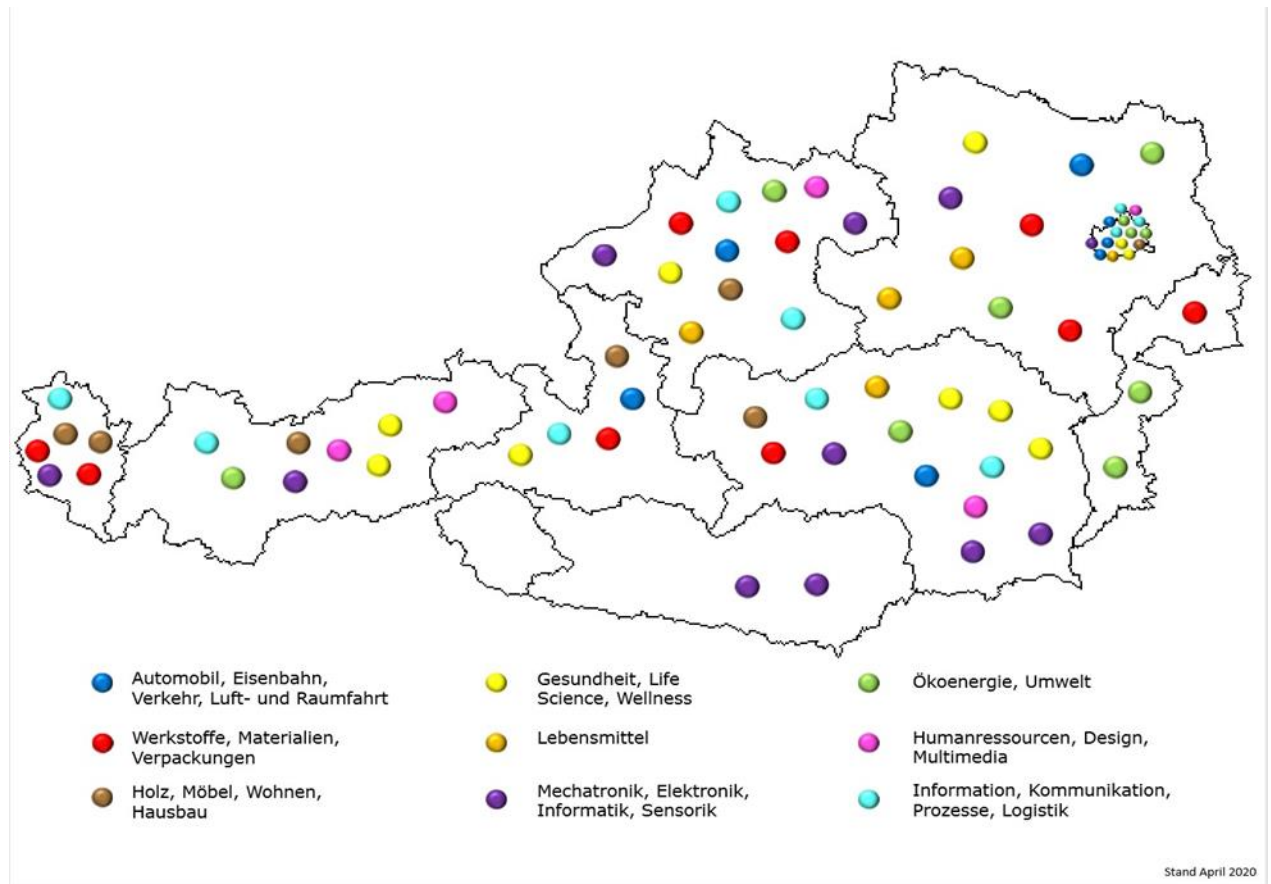 Automobil, Eisenbahn,
Verkehr, Luft- und Raumfahrt
Werkstoffe, Materialien,
Verpackungen
Holz, Möbel, Wohnen,
Hausbau
Gesundheit, Life
Science, Wellness
Lebensmittel
Mechatronik, Elektronik,
Informatik, Sensorik
Ökoenergie, Umwelt
Humanressourcen, Design,
Multimedia
Information, Kommunikation,
Prozesse, Logistik
Stand April 2020